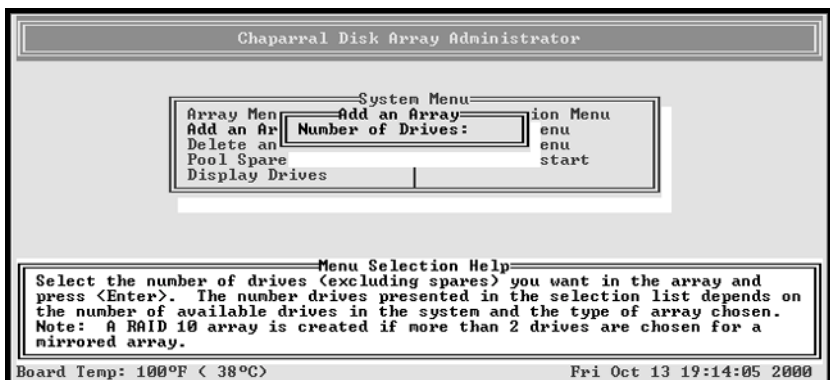 Chaparral Disk Array Administrator
System Menu
Array Men ion Menu
Add an Array
Add an Ar enu
Number of Drives:
Delete an enu
Pool Spare start
Display Drives
Menu Selection Help
Select the number of drives (excluding spares) you want in the array and
press <Enter>. The number drives presented in the selection list depends on
the number of available drives in the system and the type of array chosen.
Note: A RAID 10 array is created if more than 2 drives are chosen for a
mirrored array.
Board Temp: 100ºF ( 38ºC) Fri Oct 13 19:14:05 2000